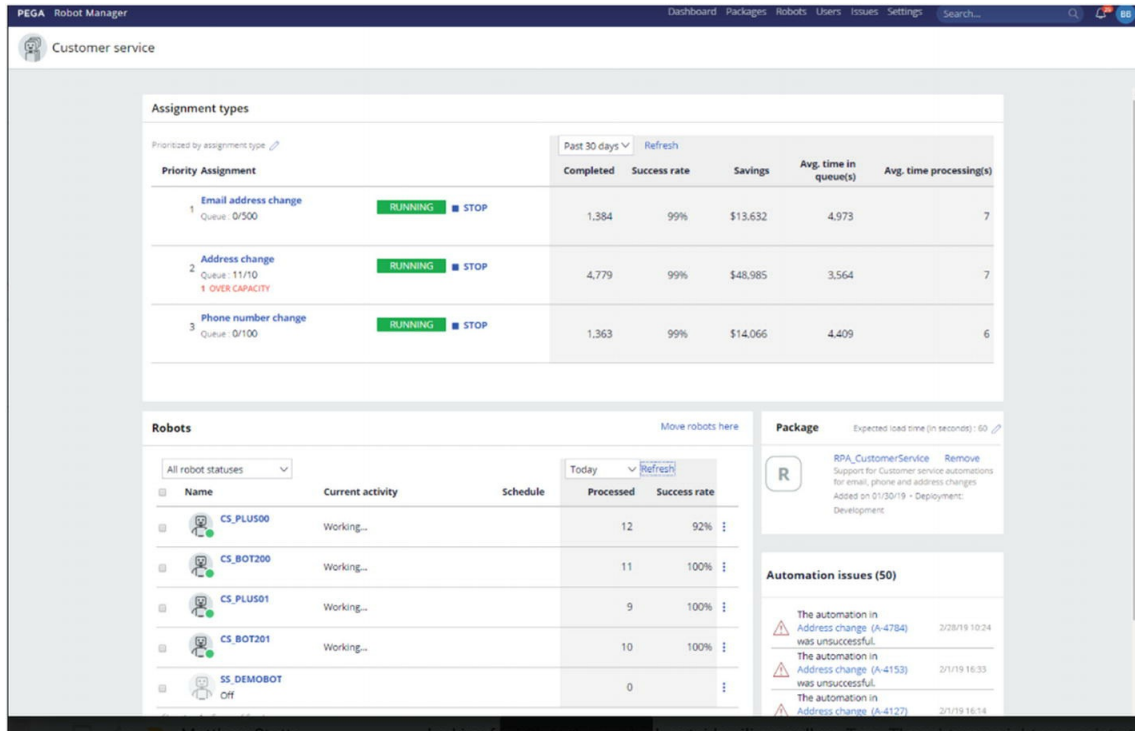 PEGA Robot Manager Dashboard Packages Robots Users Issues Settings Search... BB
Customer service
Assignment types
Prioritized by assignment type Past 30 days Refresh
Priority Assignment Completed Success rate Savings Avg. time in queue(s) Avg. time processing(s)
1 Email address change RUNNING STOP 1,384 99% $13,632 4,973 7
Queue : 0/500
2 Address change RUNNING STOP 4,779 99% $48,985 3,564 7
Queue : 11/10
1 OVER CAPACITY
3 Phone number change RUNNING STOP 1,363 99% $14,066 4,409 6
Queue : 0/100
Robots Move robots here
All robot statuses Today Refresh
Name Current activity Schedule Processed Success rate
CS_PLUS00 Working... 12 92%
CS_BOT200 Working... 11 100%
CS_PLUS01 Working... 9 100%
CS_BOT201 Working... 10 100%
SS_DEMOBOT 0
Off
Package Expected load time (in seconds) : 60
R
RPA_CustomerService Remove
Support for Customer service automations
for email, phone and address changes
Added on 01/30/19 • Deployment:
Development
Automation issues (50)
The automation in
Address change (A-4784) 2/28/19 10:24
was unsuccessful.
The automation in
Address change (A-4153) 2/1/19 16:33
was unsuccessful.
The automation in
Address change (A-4127) 2/1/19 16:14